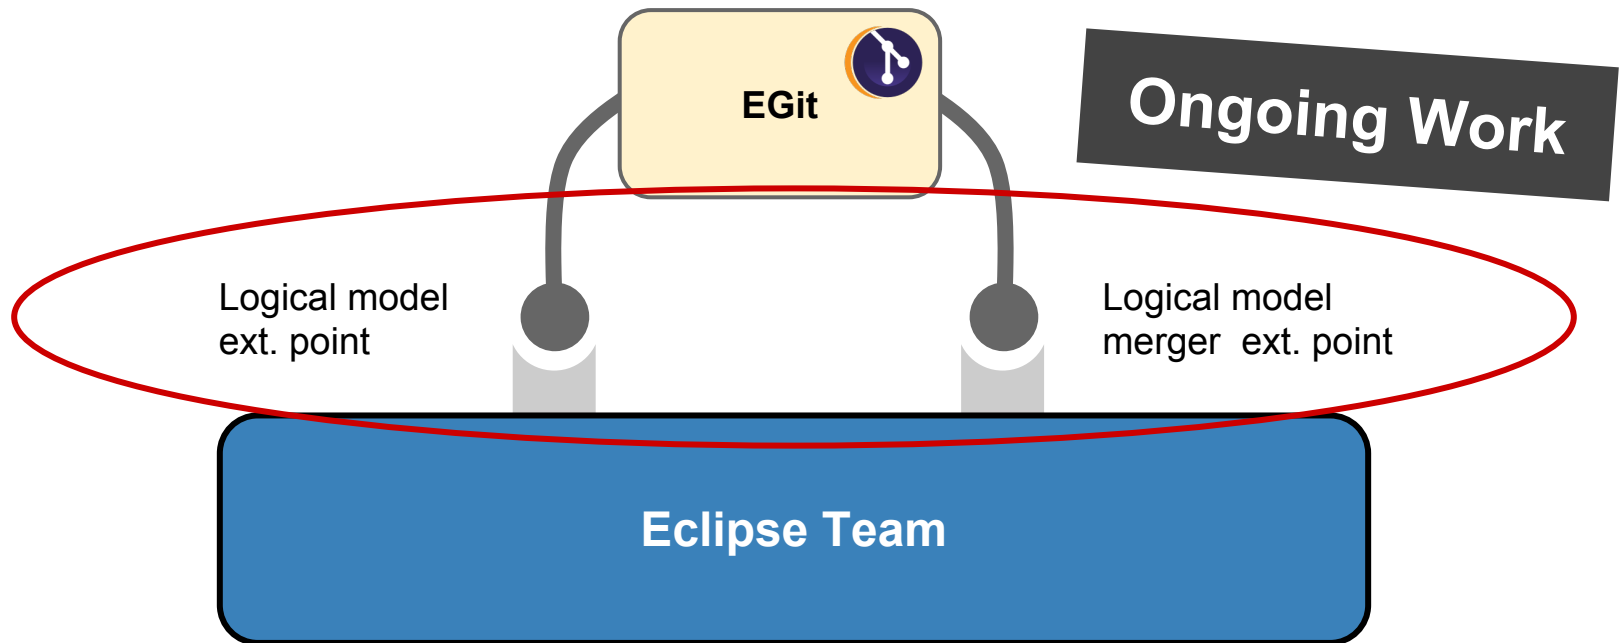 EGit
Ongoing Work
Logical model
ext. point
Logical model
merger  ext. point
Eclipse Team